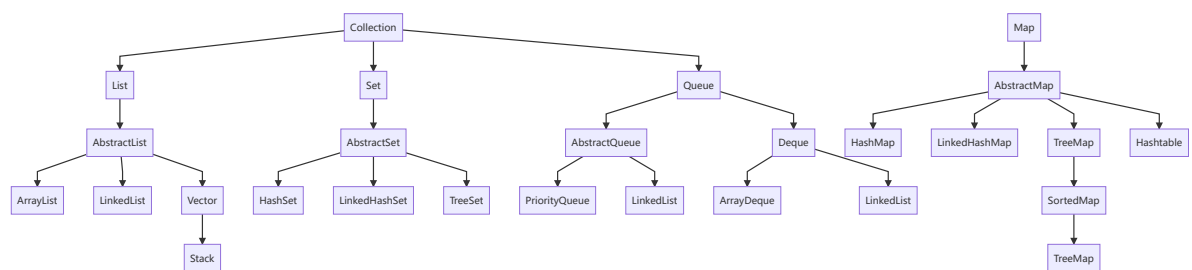 Collection
Map
List
Set
Queue
AbstractMap
AbstractList
AbstractSet
AbstractQueue
Deque
HashMap
LinkedHashMap
TreeMap
Hashtable
ArrayList
LinkedList
Vector
HashSet
LinkedHashSet
TreeSet
PriorityQueue
LinkedList
ArrayDeque
LinkedList
SortedMap
Stack
TreeMap